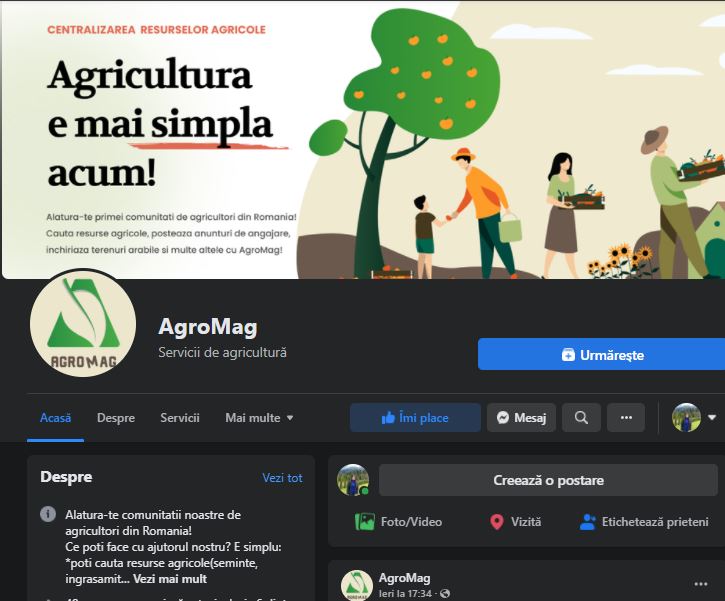 CENTRALIZAREA RESURSELOR AGRICOLE
Agricultura
e mai simpla
acum!
Alatura-te primei comunitati de agricultori din Romania!
Cauta resurse agricole, posteaza anunturi de angajare,
inchiriaza terenuri arabile si multe altele cu AgroMag!
AGROMAG
AgroMag
Servicii de agricultură
Urmărește
Acasă
Despre
Servicii
Mai multe
Îmi place
Mesaj
Despre
Vezi tot
Alatura-te comunitatii noastre de
agricultori din Romania!
Ce poti face cu ajutorul nostru? E simplu:
*poti cauta resurse agricole(seminte,
ingrasamit... Vezi mai mult
Creează o postare
Foto/Video
Vizită
Etichetează prieteni
AGROMAG
AgroMag
Ieri la 17:34 ·